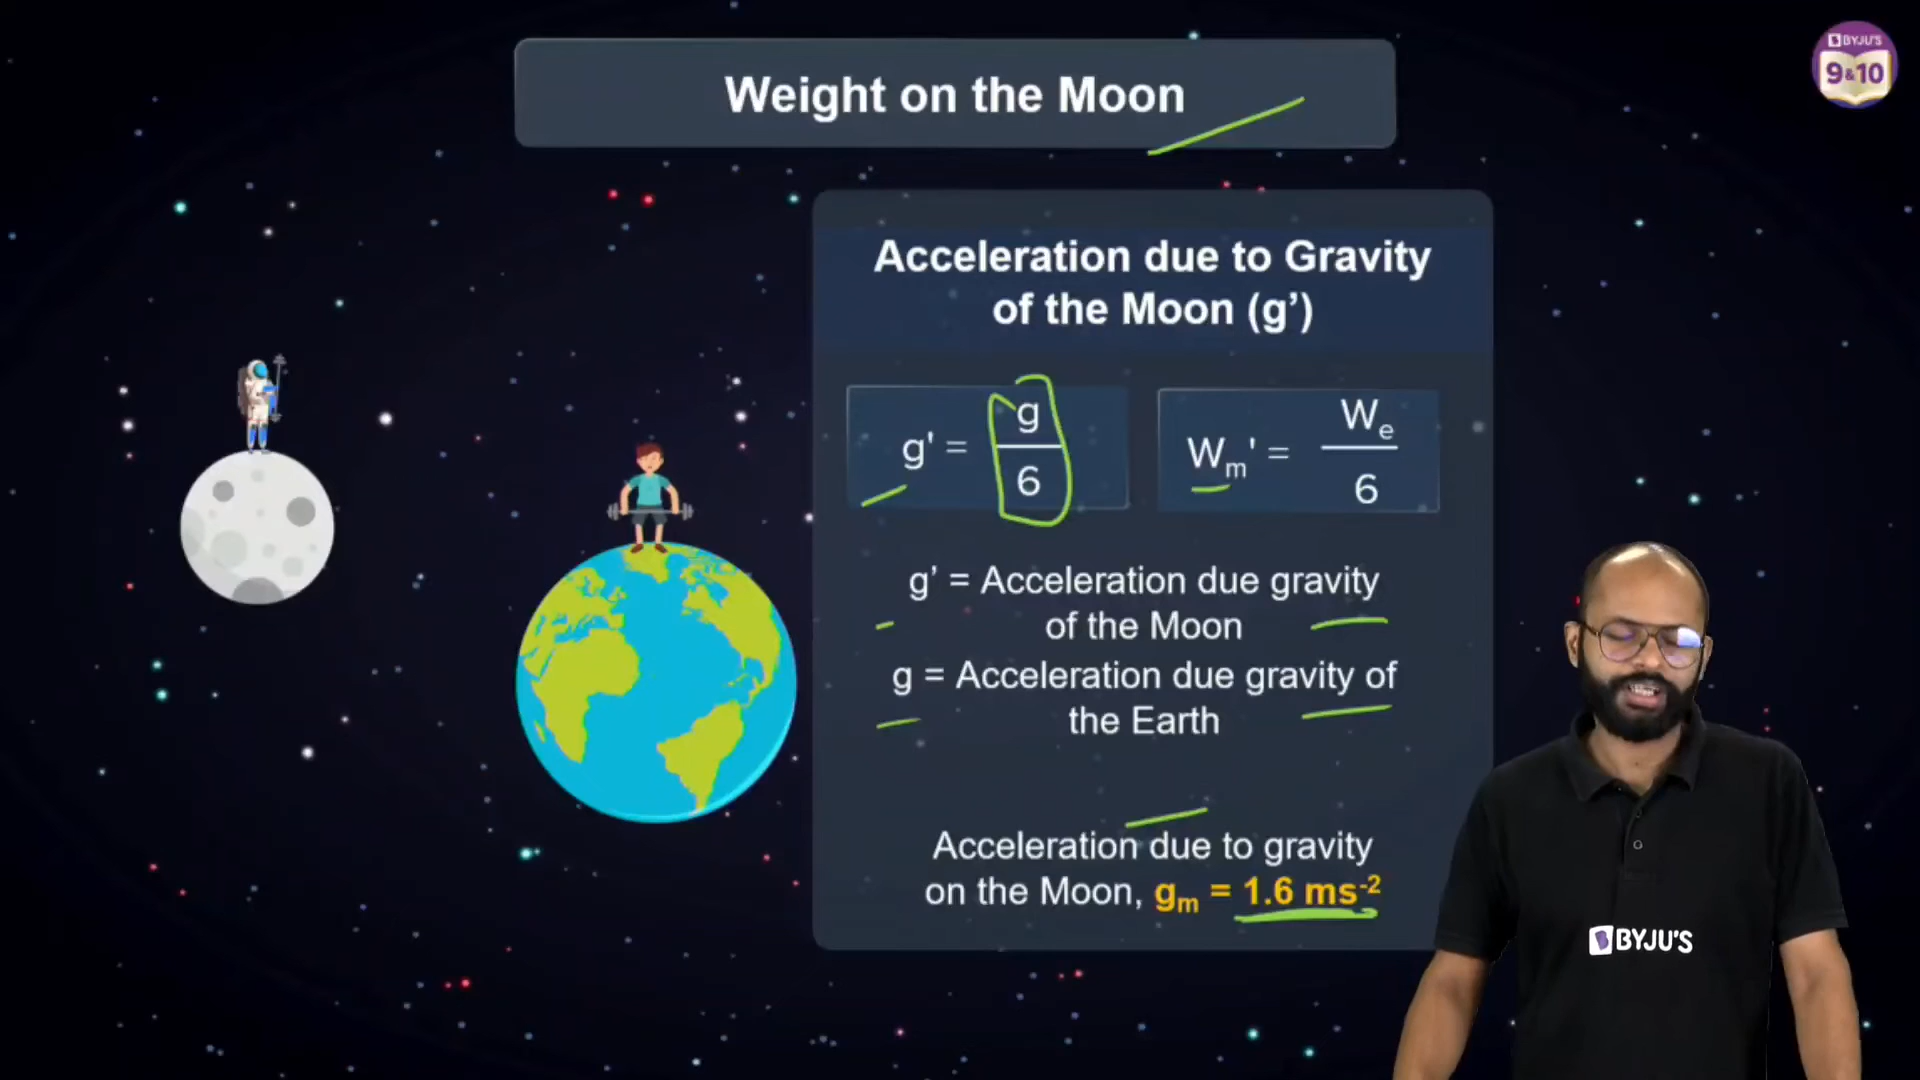 BYJU'S
9&10
Weight on the Moon
Acceleration due to Gravity
of the Moon (g’)
g' = g/6
Wm' = We/6
g’ = Acceleration due gravity
of the Moon
g = Acceleration due gravity of
the Earth
Acceleration due to gravity
on the Moon, gm = 1.6 ms-2
BYJU'S